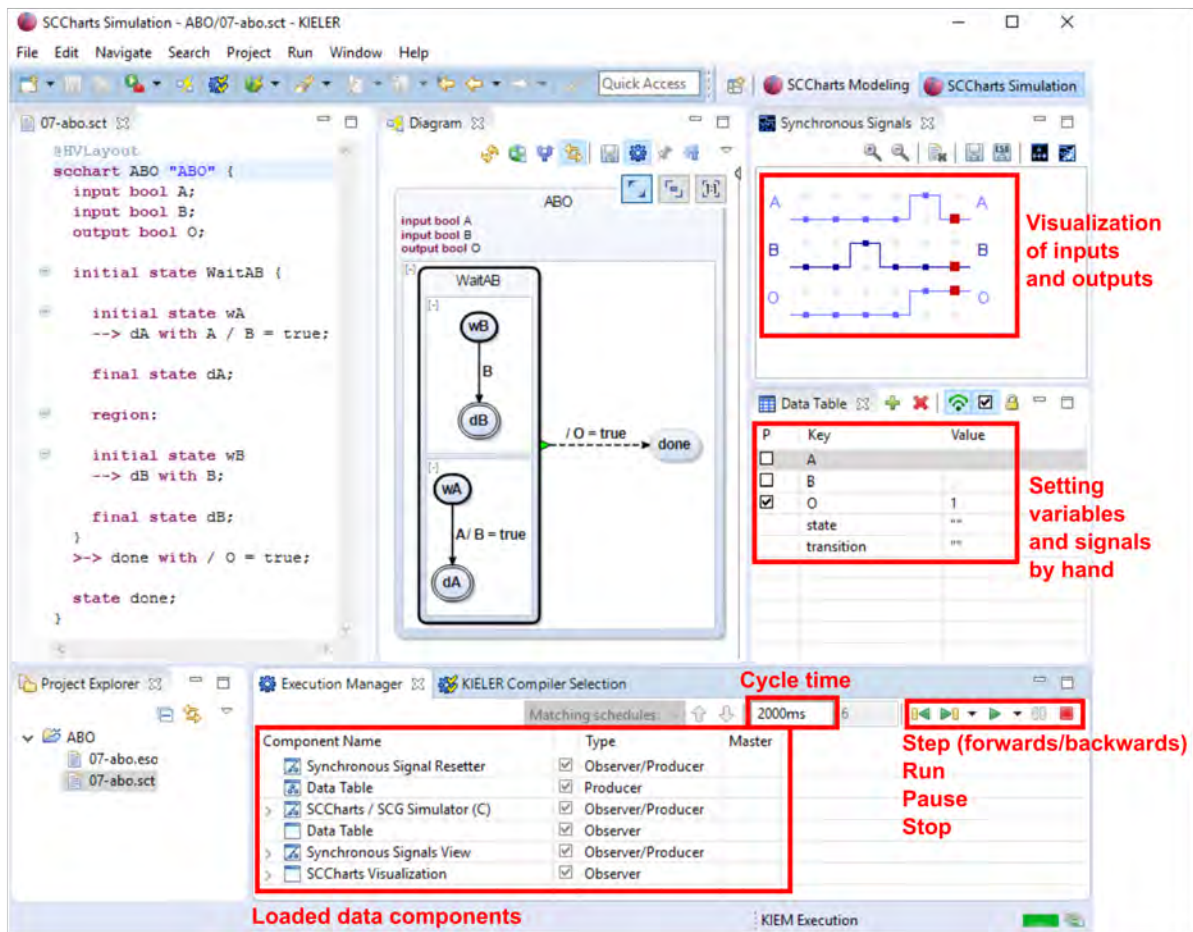 SCCharts Simulation - ABO/07-abo.sct - KIELER
File Edit Navigate Search Project Run Window Help
Quick Access
SCCharts Modeling
SCCharts Simulation
07-abo.sct
@HVLayout
scchart ABO "ABO" {
input bool A;
input bool B;
output bool O;
initial state WaitAB {
initial state wA
--> dA with A / B = true;
final state dA;
region:
initial state wB
--> dB with B;
final state dB;
}
>-> done with / O = true;
state done;
}
Diagram
ABO
input bool A
input bool B
output bool O
[-]
WaitAB
[-]
wB
B
dB
[-]
wA
A / B = true
dA
/ O = true
done
Synchronous Signals
A
A
B
B
O
O
Visualization
of inputs
and outputs
Data Table
P Key Value
A
B
O 1
state ""
transition ""
Setting
variables
and signals
by hand
Project Explorer
ABO
07-abo.eso
07-abo.sct
Execution Manager
KIELER Compiler Selection
Cycle time
Matching schedules:
2000ms
6
Step (forwards/backwards)
Run
Pause
Stop
Component Name Type Master
Synchronous Signal Resetter Observer/Producer
Data Table Producer
SCCharts / SCG Simulator (C) Observer/Producer
Data Table Observer
Synchronous Signals View Observer/Producer
SCCharts Visualization Observer
Loaded data components
KIEM Execution